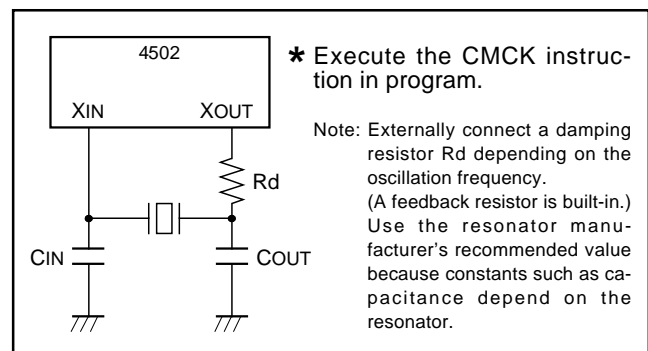 4502
XIN
XOUT
Rd
CIN
COUT
* Execute the CMCK instruc-
tion in program.
Note: Externally connect a damping
resistor Rd depending on the
oscillation frequency.
(A feedback resistor is built-in.)
Use the resonator manu-
facturer's recommended value
because constants such as ca-
pacitance depend on the
resonator.